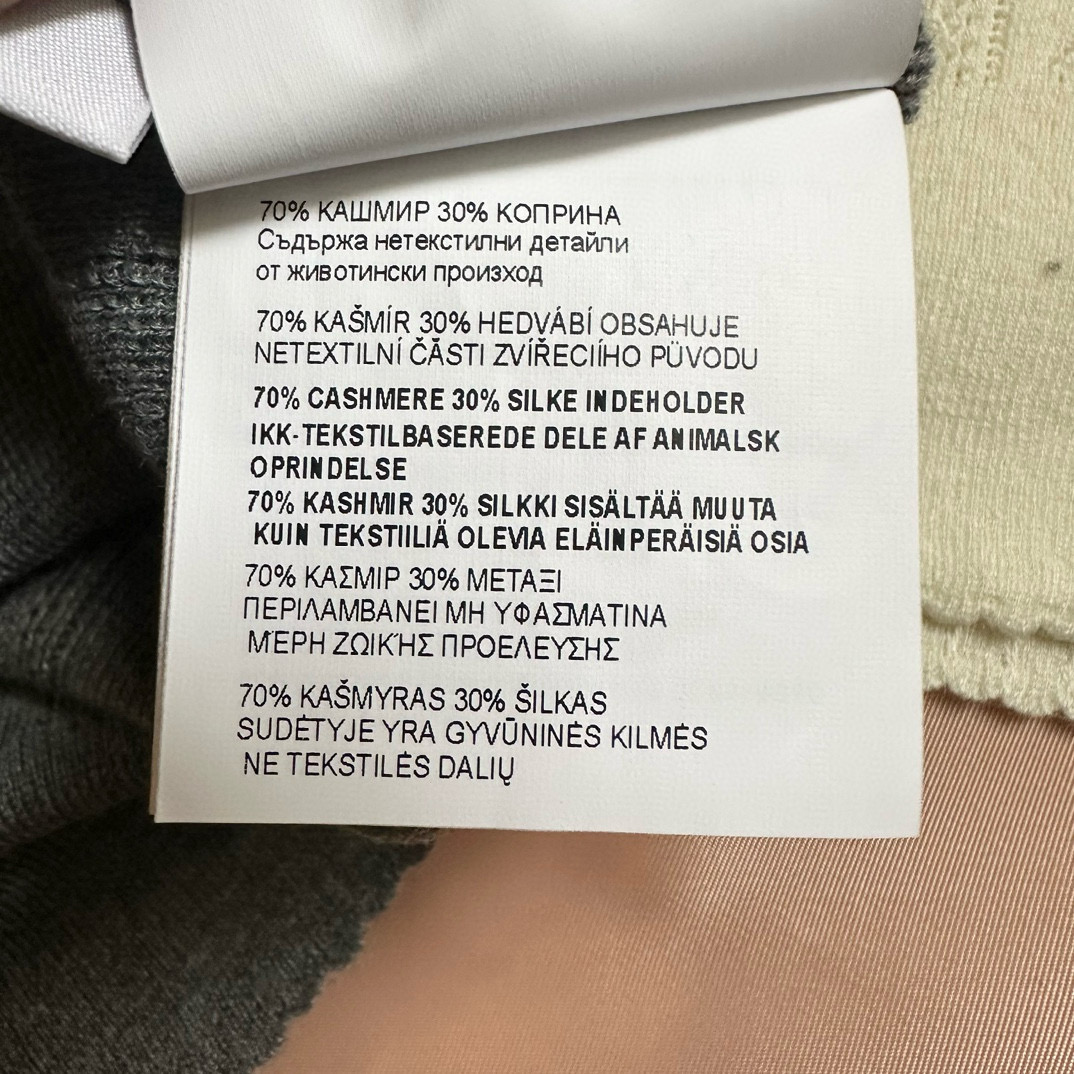 70% КАШМИР 30% КОПРИНА
Съдържа нетекстилни детайли
от животински произход
70% KAŠMÍR 30% HEDVÁBÍ OBSAHUJE
NETEXTILNÍ ČĂSTI ZVÍŘECIÍHO PÜVODU
70% CASHMERE 30% SILKE INDEHOLDER
IKK-TEKSTILBASEREDE DELE AF ANIMALSK
OPRINDELSE
70% KASHMIR 30% SILKKI SISÄLTÄÄ MUUTA
KUIN TEKSTIILIÄ OLEVIA ELÄINPERÄISIÄ OSIA
70% ΚΑΣΜΙΡ 30% ΜΕΤΑΞΙ
ΠΕΡΙΛΑΜΒΑΝΕΙ ΜΗ ΥΦΑΣΜΑΤΙΝΑ
ΜΈΡΗ ΖΩΙΚΉΣ ΠΡΟΕΛΕΥΣΗΣ
70% KAŠMYRAS 30% ŠILKAS
SUDĖTYJE YRA GYVŪNINĖS KILMĖS
NE TEKSTILĖS DALIŲ